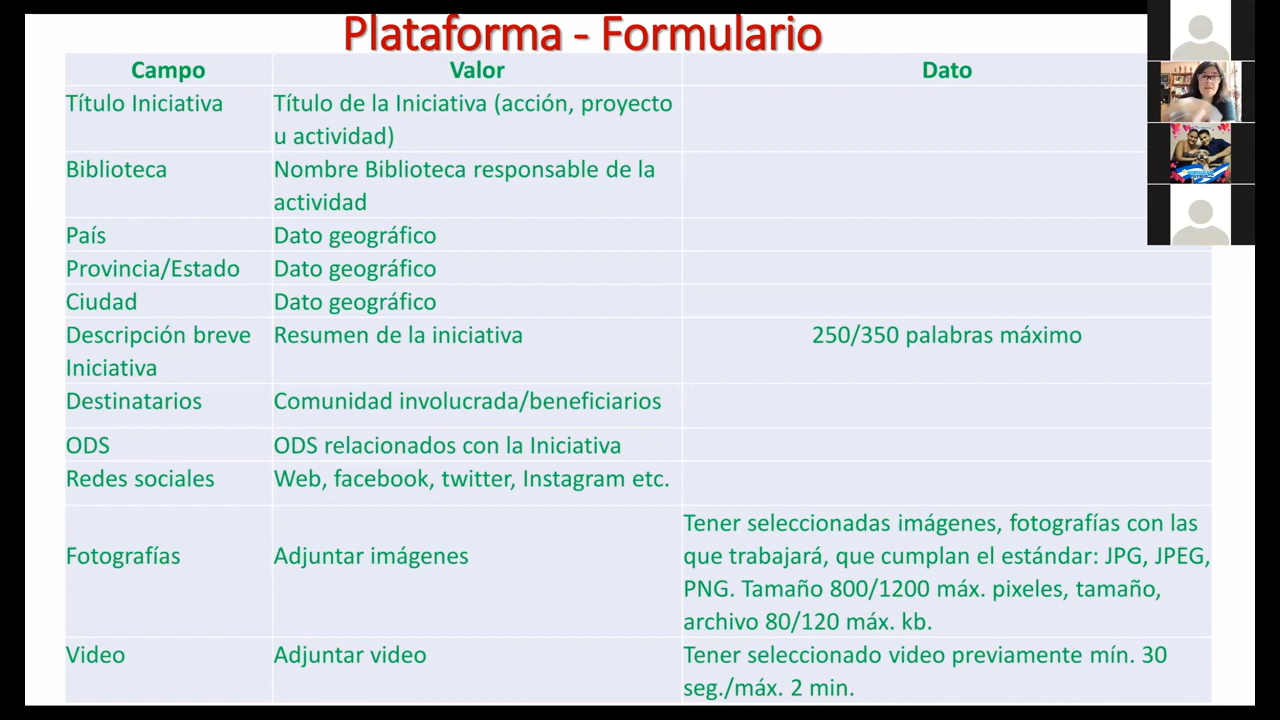 Plataforma - Formulario
Campo Valor Dato
Título Iniciativa Título de la Iniciativa (acción, proyecto
u actividad)
Biblioteca Nombre Biblioteca responsable de la
actividad
País Dato geográfico
Provincia/Estado Dato geográfico
Ciudad Dato geográfico
Descripción breve Resumen de la iniciativa 250/350 palabras máximo
Iniciativa
Destinatarios Comunidad involucrada/beneficiarios
ODS ODS relacionados con la Iniciativa
Redes sociales Web, facebook, twitter, Instagram etc.
Fotografías Adjuntar imágenes
Tener seleccionadas imágenes, fotografías con las
que trabajará, que cumplan el estándar: JPG, JPEG,
PNG. Tamaño 800/1200 máx. pixeles, tamaño,
archivo 80/120 máx. kb.
Video Adjuntar video Tener seleccionado video previamente mín. 30
seg./máx. 2 min.